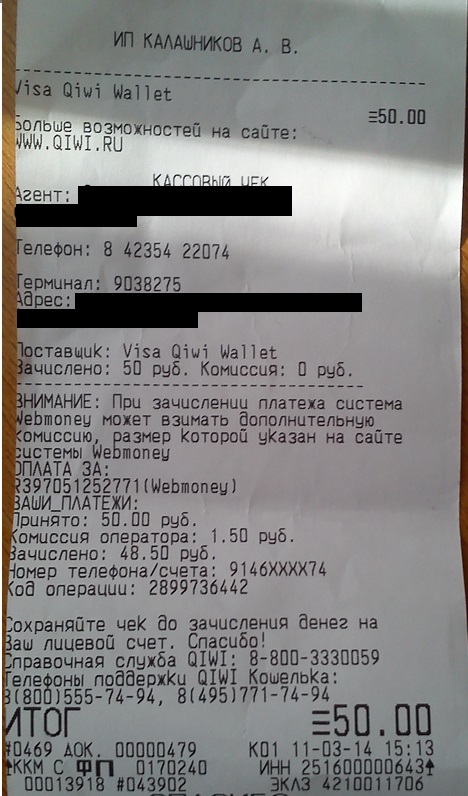 ИП КАЛАШНИКОВ А. В.
Visa Qiwi Wallet
≡50.00
Больше возможностей на сайте:
WWW.QIWI.RU
КАССОВЫЙ ЧЕК
Агент:
Телефон: 8 42354 22074
Терминал: 9038275
Адрес:
Поставщик: Visa Qiwi Wallet
Зачислено: 50 руб. Комиссия: 0 руб.
ВНИМАНИЕ: При зачислении платежа система
Webmoney может взимать дополнительную
комиссию, размер которой указан на сайте
системы Webmoney
ОПЛАТА ЗА:
R397051252771(Webmoney)
ВАШИ_ПЛАТЕЖИ:
Принято: 50.00 руб.
Комиссия оператора: 1.50 руб.
Зачислено: 48.50 руб.
Номер телефона/счета: 9146XXXX74
Код операции: 2899736442
Сохраняйте чек до зачисления денег на
Ваш лицевой счет. Спасибо!
Справочная служба QIWI: 8-800-3330059
Телефоны поддержки QIWI Кошелька:
8(800)555-74-94, 8(495)771-74-94
ИТОГ ≡50.00
#0469 ДОК. 00000479 К01 11-03-14 15:13
ККМ С ФП 0170240 ИНН 251600000643
00013918 #043902 ЭКЛЗ 4210011706